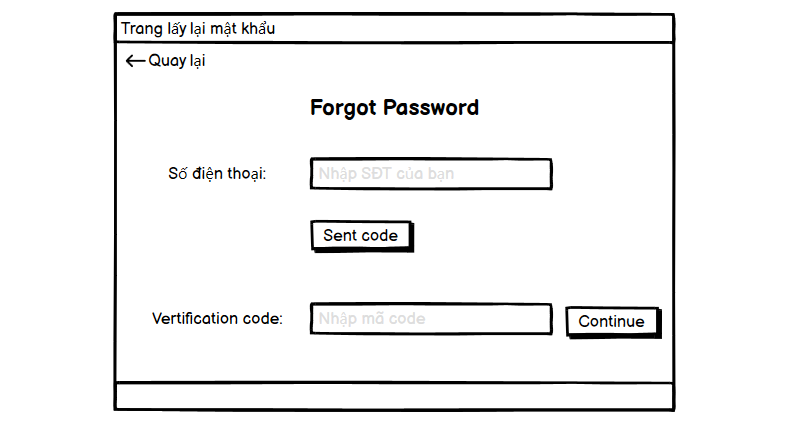 Trang lấy lại mật khẩu
Quay lại
Forgot Password
Số điện thoại: Nhập SĐT của bạn
Sent code
Vertification code: Nhập mã code Continue